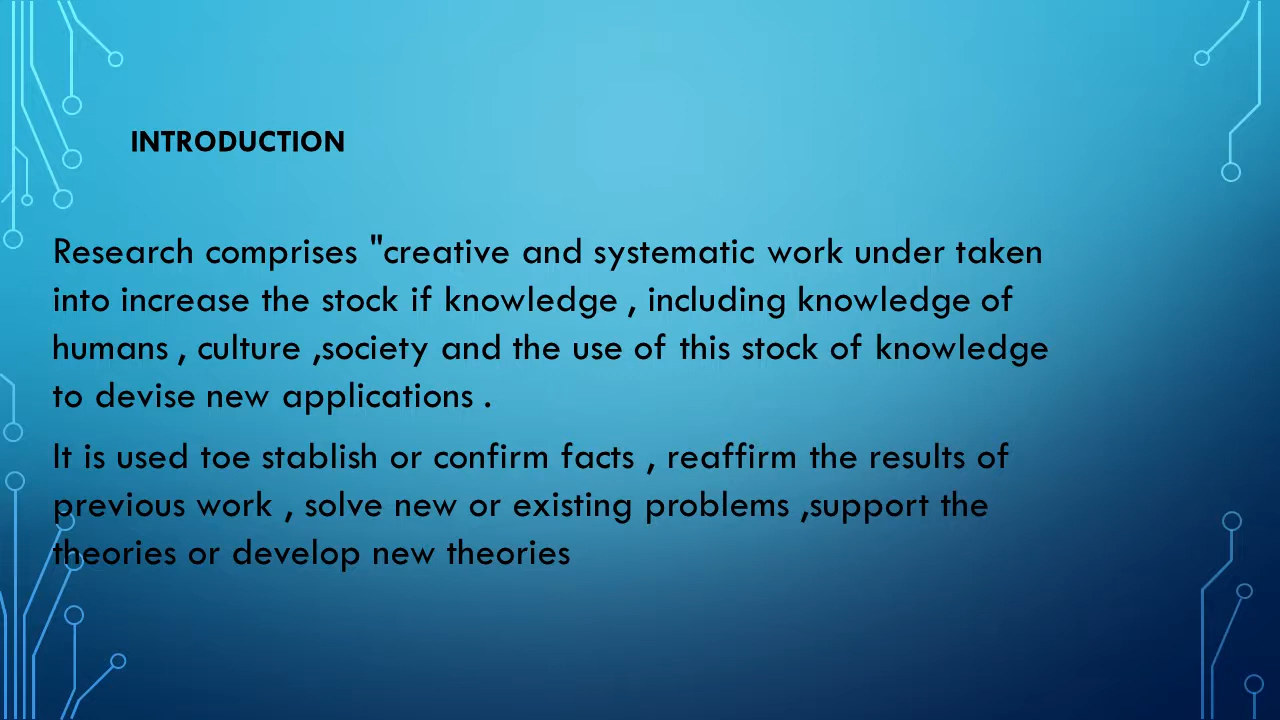 INTRODUCTION
Research comprises "creative and systematic work under taken
into increase the stock if knowledge , including knowledge of
humans , culture ,society and the use of this stock of knowledge
to devise new applications .
It is used toe stablish or confirm facts , reaffirm the results of
previous work , solve new or existing problems ,support the
theories or develop new theories